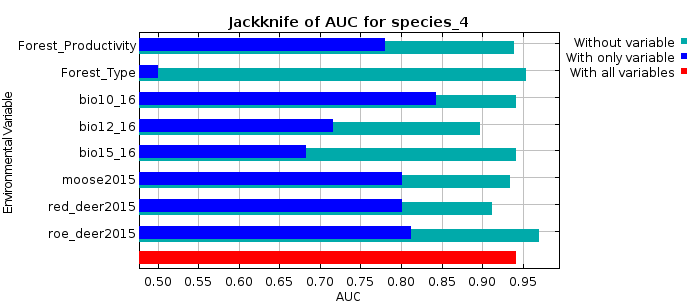 Jackknife of AUC for species_4
Without variable
With only variable
With all variables
Environmental Variable
Forest_Productivity
Forest_Type
bio10_16
bio12_16
bio15_16
moose2015
red_deer2015
roe_deer2015
0.50 0.55 0.60 0.65 0.70 0.75 0.80 0.85 0.90 0.95
AUC